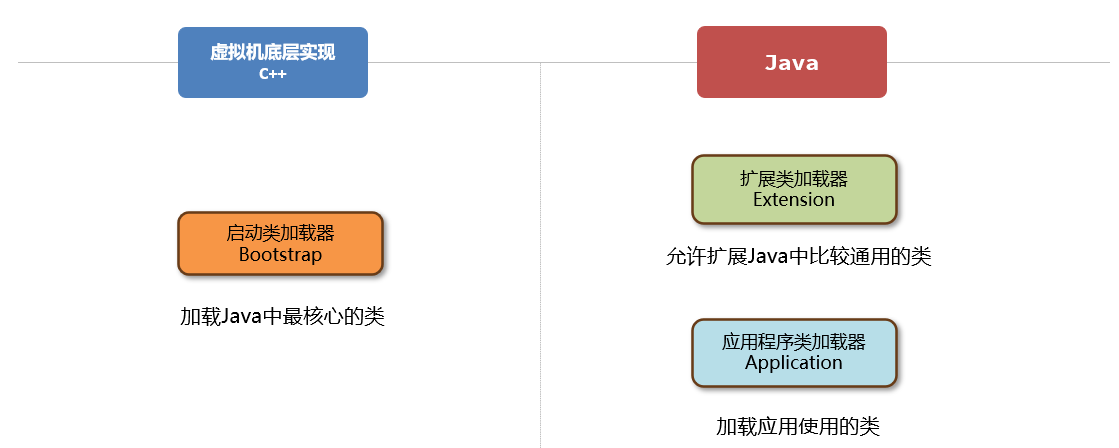 虚拟机底层实现
C++
启动类加载器
Bootstrap
加载Java中最核心的类
Java
扩展类加载器
Extension
允许扩展Java中比较通用的类
应用程序类加载器
Application
加载应用使用的类